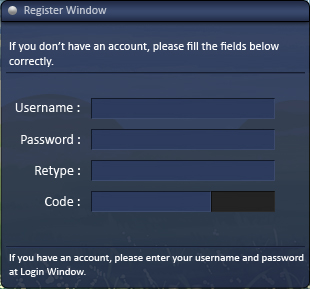 Register Window
If you don't have an account, please fill the fields below
correctly.
Username :
Password :
Retype :
Code :
If you have an account, please enter your username and password
at Login Window.